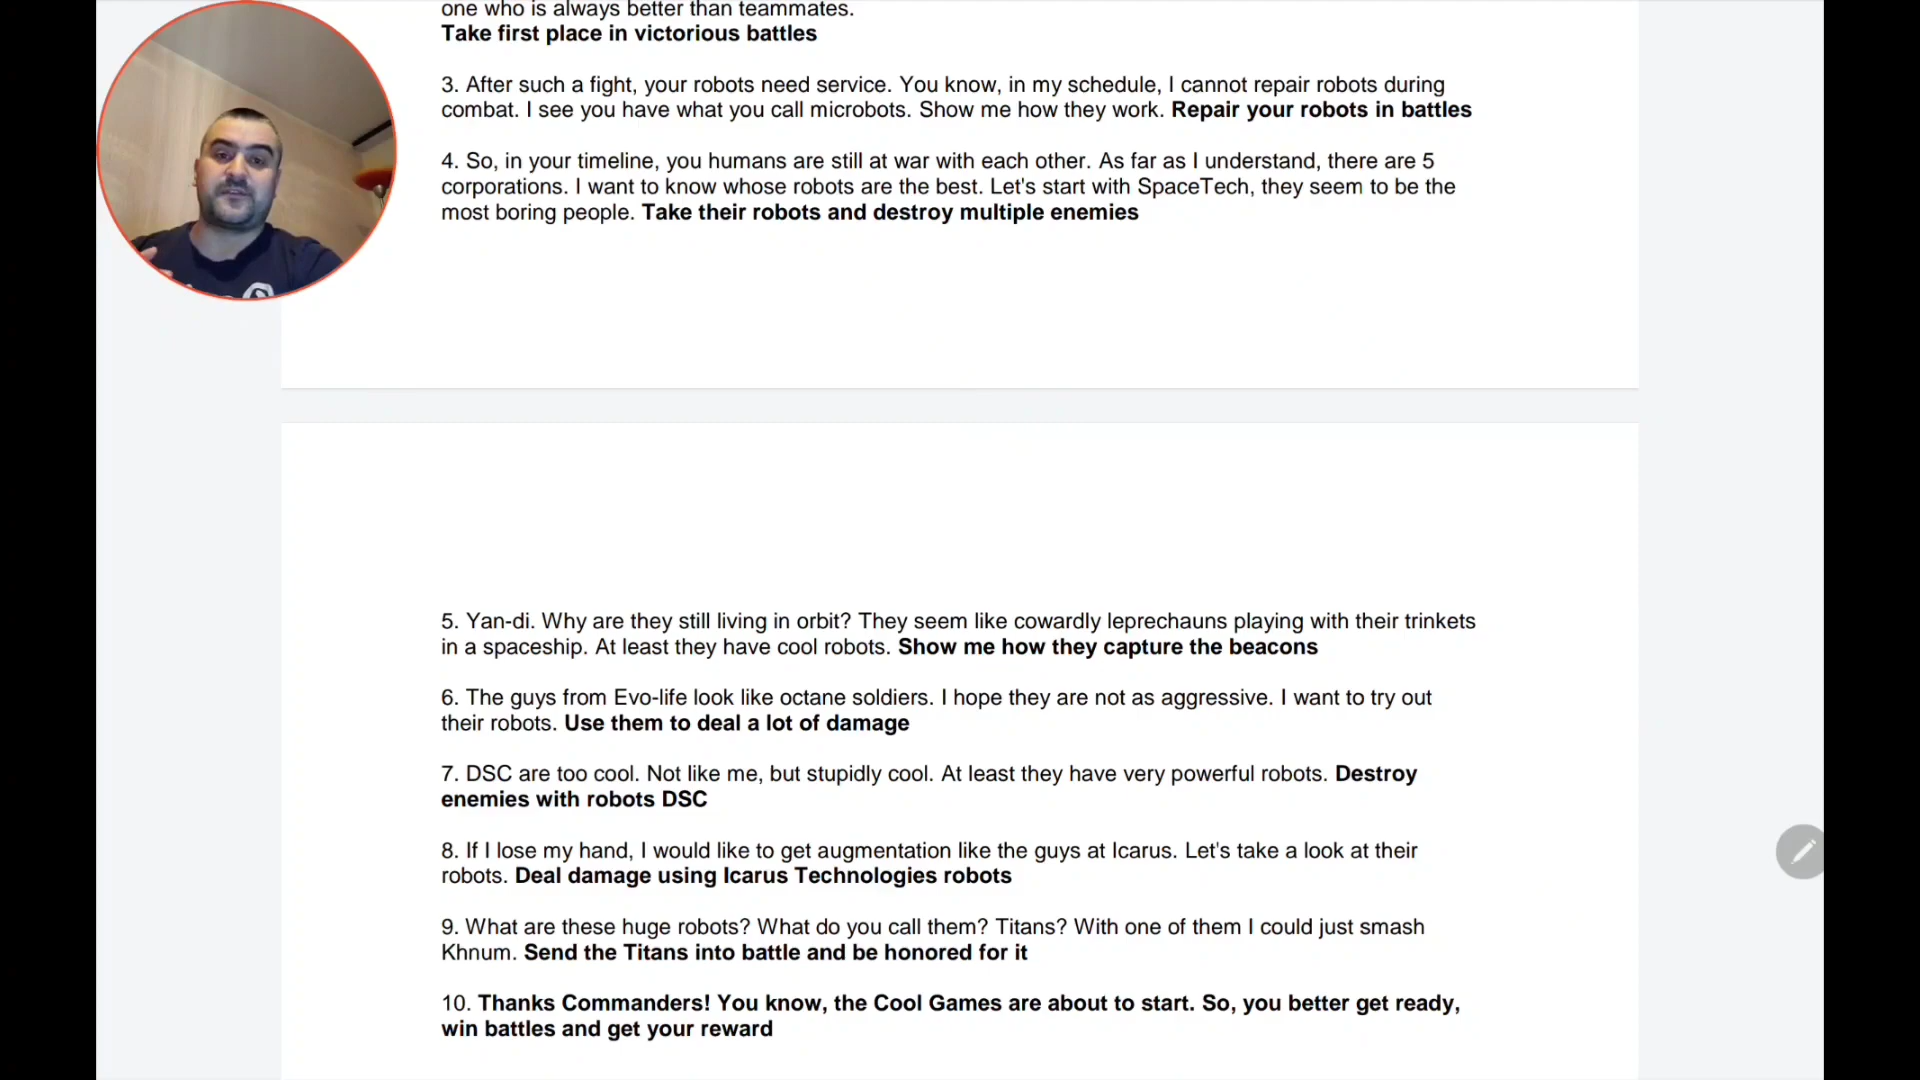 one who is always better than teammates.
Take first place in victorious battles
3. After such a fight, your robots need service. You know, in my schedule, I cannot repair robots during
combat. I see you have what you call microbots. Show me how they work. Repair your robots in battles
4. So, in your timeline, you humans are still at war with each other. As far as I understand, there are 5
corporations. I want to know whose robots are the best. Let's start with SpaceTech, they seem to be the
most boring people. Take their robots and destroy multiple enemies
5. Yan-di. Why are they still living in orbit? They seem like cowardly leprechauns playing with their trinkets
in a spaceship. At least they have cool robots. Show me how they capture the beacons
6. The guys from Evo-life look like octane soldiers. I hope they are not as aggressive. I want to try out
their robots. Use them to deal a lot of damage
7. DSC are too cool. Not like me, but stupidly cool. At least they have very powerful robots. Destroy
enemies with robots DSC
8. If I lose my hand, I would like to get augmentation like the guys at Icarus. Let's take a look at their
robots. Deal damage using Icarus Technologies robots
9. What are these huge robots? What do you call them? Titans? With one of them I could just smash
Khnum. Send the Titans into battle and be honored for it
10. Thanks Commanders! You know, the Cool Games are about to start. So, you better get ready,
win battles and get your reward